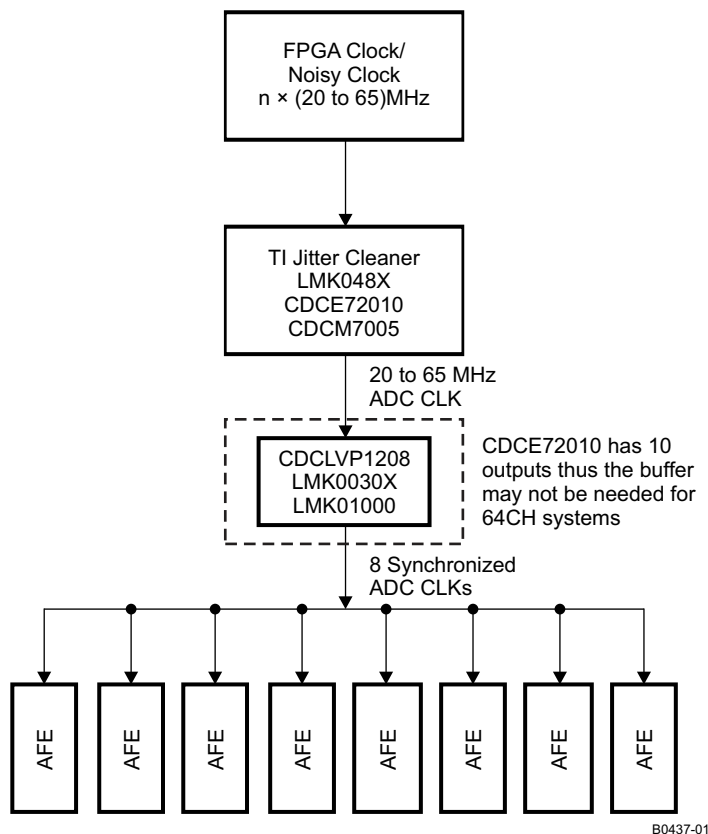 FPGA Clock/
Noisy Clock
n × (20 to 65)MHz
TI Jitter Cleaner
LMK048X
CDCE72010
CDCM7005
20 to 65 MHz
ADC CLK
CDCLVP1208
LMK0030X
LMK01000
CDCE72010 has 10
outputs thus the buffer
may not be needed for
64CH systems
8 Synchronized
ADC CLKs
AFE
AFE
AFE
AFE
AFE
AFE
AFE
AFE
B0437-01